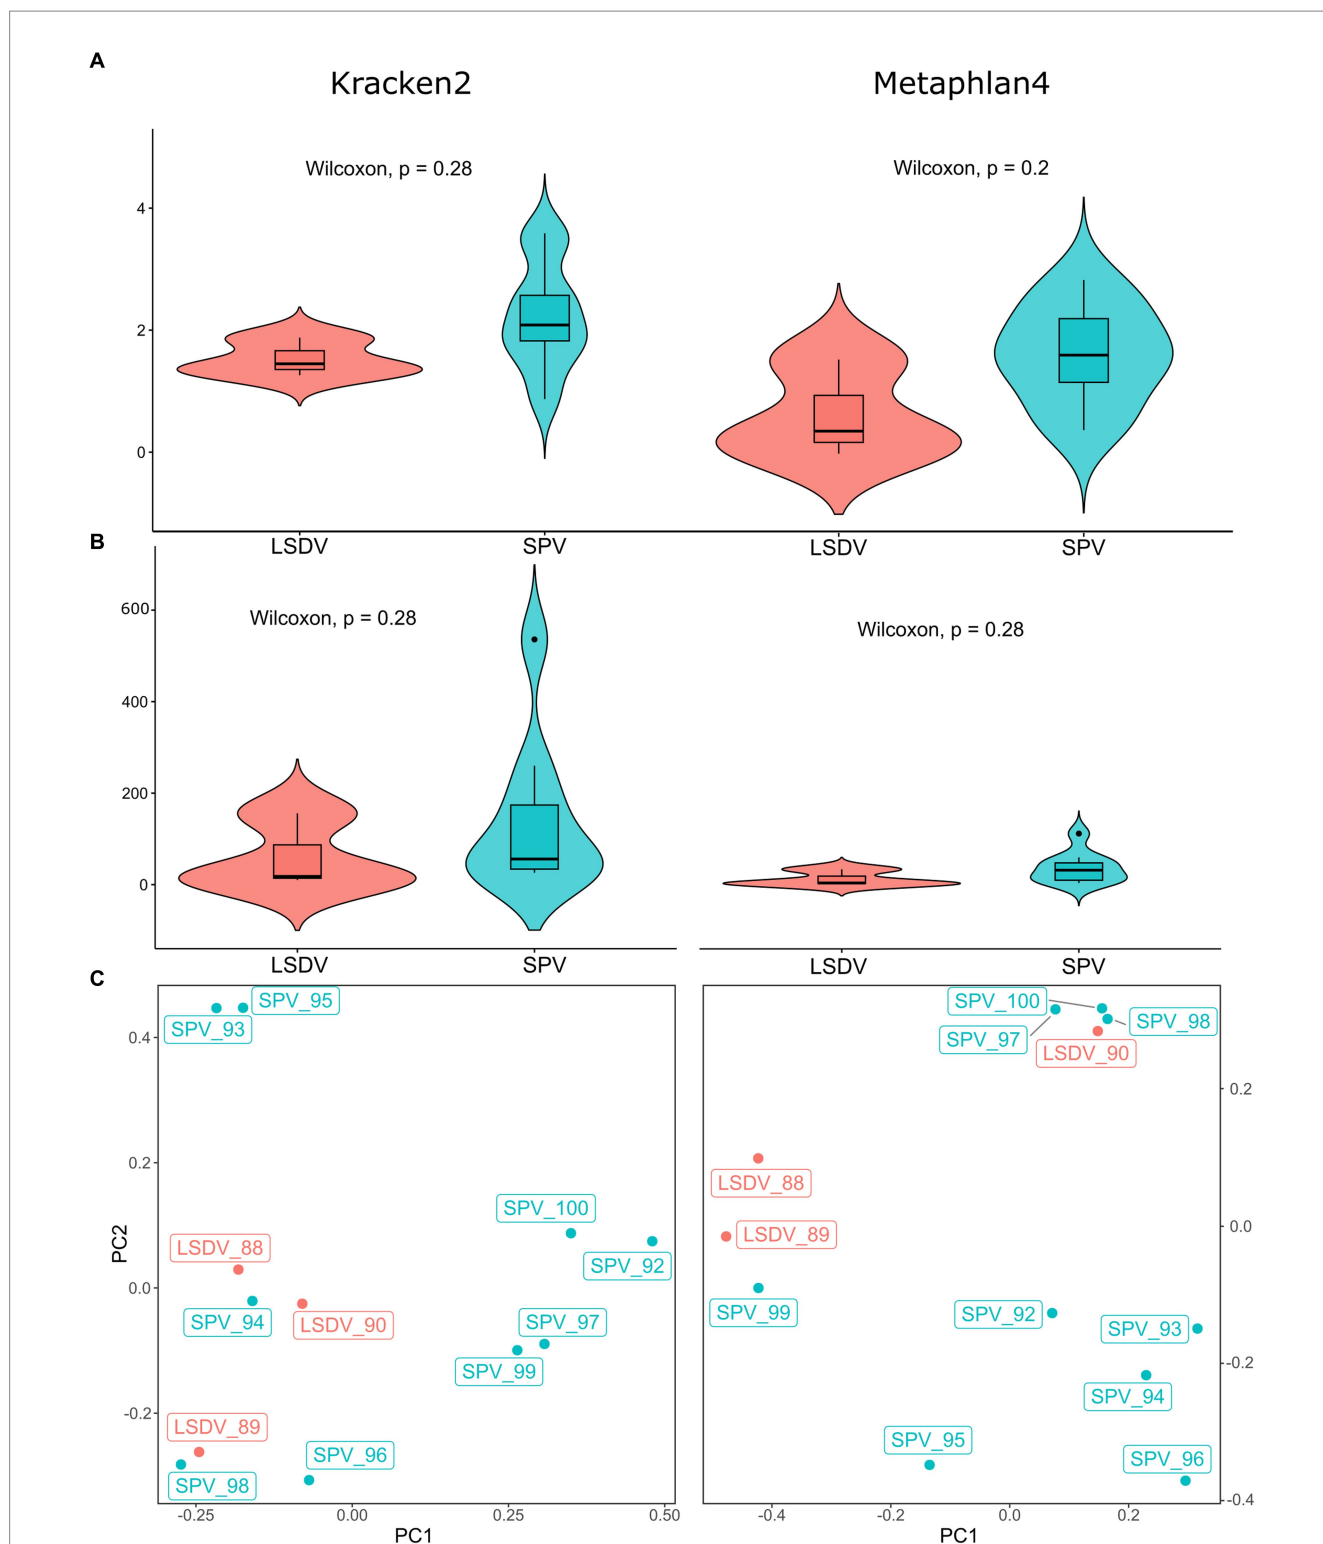 A
Kracken2 Metaphlan4
Wilcoxon, p = 0.28 Wilcoxon, p = 0.2
4
2
0
LSDV SPV LSDV SPV
B
600
Wilcoxon, p = 0.28 Wilcoxon, p = 0.28
400
200
0
LSDV SPV LSDV SPV
C
SPV_95
SPV_93
0.4
0.2
SPV_100
SPV_92
LSDV_88
0.0
SPV_94
LSDV_90
SPV_97
SPV_99
-0.2
LSDV_89
SPV_96
SPV_98
PC2
-0.25 0.00 0.25 0.50
PC1
SPV_100
SPV_98
SPV_97
LSDV_90
0.2
LSDV_88
0.0
LSDV_89
SPV_99
SPV_92
SPV_93
-0.2
SPV_94
SPV_95
SPV_96
-0.4
-0.4 -0.2 0.0 0.2
PC1